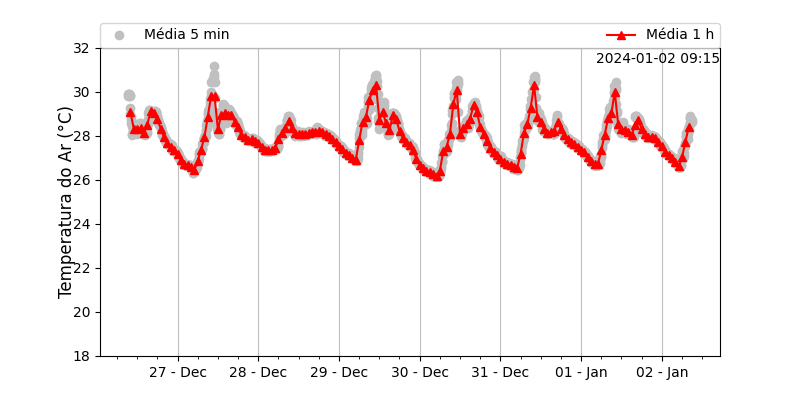 Média 5 min
Média 1 h
2024-01-02 09:15
Temperatura do Ar (°C)
32
30
28
26
24
22
20
18
27 - Dec
28 - Dec
29 - Dec
30 - Dec
31 - Dec
01 - Jan
02 - Jan